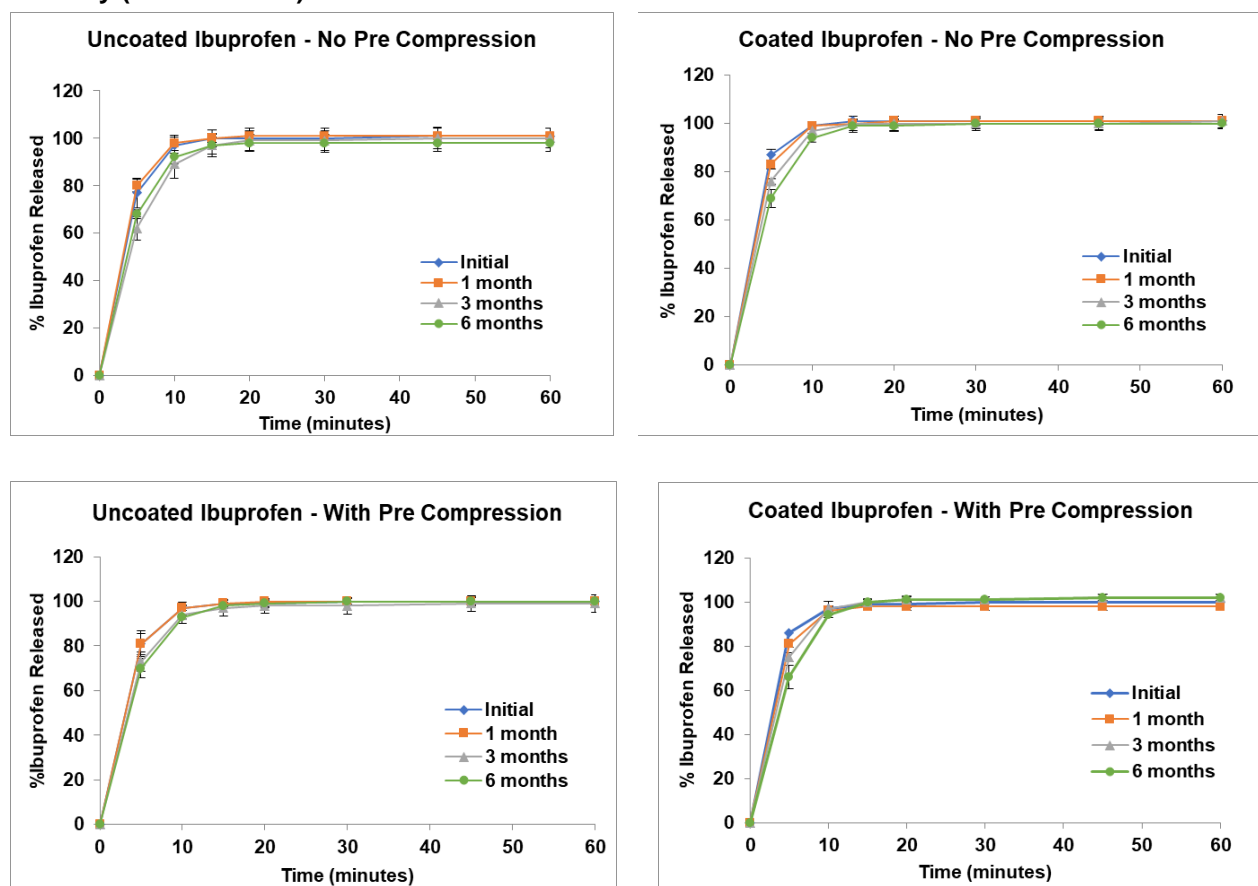 Uncoated Ibuprofen - No Pre Compression
% Ibuprofen Released
120
100
80
60
40
20
0
0 10 20 30 40 50 60
Time (minutes)
Initial
1 month
3 months
6 months
Coated Ibuprofen - No Pre Compression
% Ibuprofen Released
120
100
80
60
40
20
0
0 10 20 30 40 50 60
Time (minutes)
Initial
1 month
3 months
6 months
Uncoated Ibuprofen - With Pre Compression
%Ibuprofen Released
120
100
80
60
40
20
0
0 10 20 30 40 50 60
Time (minutes)
Initial
1 month
3 months
6 months
Coated Ibuprofen - With Pre Compression
% Ibuprofen Released
120
100
80
60
40
20
0
0 10 20 30 40 50 60
Time (minutes)
Initial
1 month
3 months
6 months